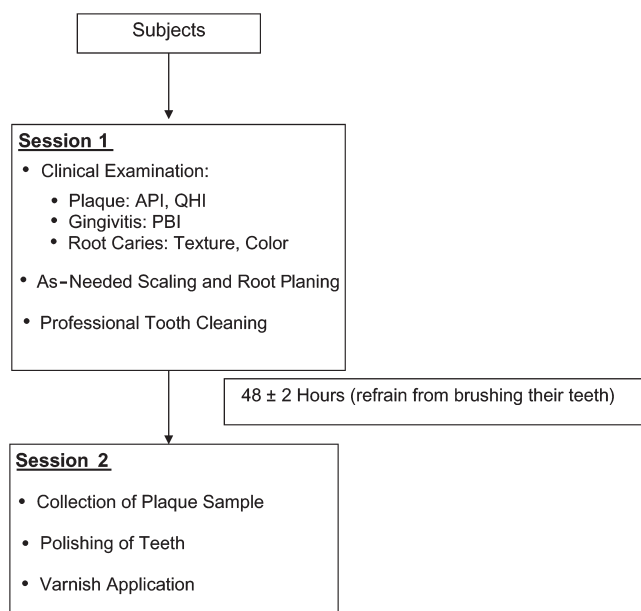 Subjects
Session 1
• Clinical Examination:
• Plaque: API, QHI
• Gingivitis: PBI
• Root Caries: Texture, Color
• As-Needed Scaling and Root Planing
• Professional Tooth Cleaning
48 ± 2 Hours (refrain from brushing their teeth)
Session 2
• Collection of Plaque Sample
• Polishing of Teeth
• Varnish Application